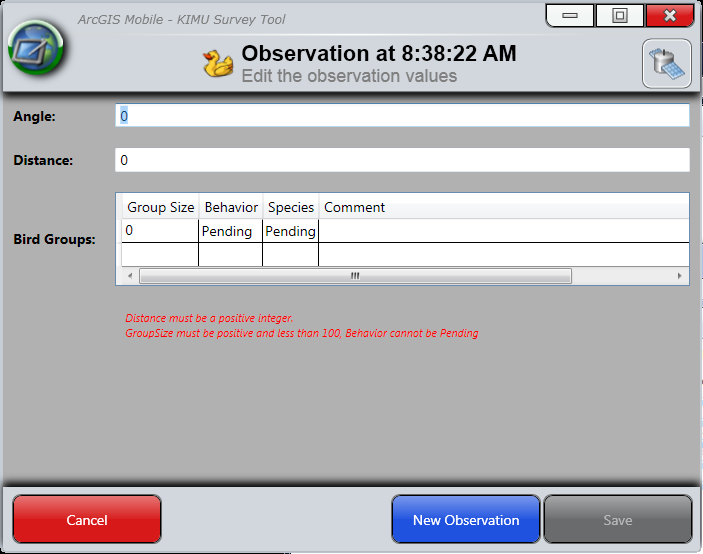 ArcGIS Mobile - KIMU Survey Tool
Observation at 8:38:22 AM
Edit the observation values
Angle: 0
Distance: 0
Group Size Behavior Species Comment
Bird Groups: 0 Pending Pending
Distance must be a positive integer.
GroupSize must be positive and less than 100, Behavior cannot be Pending
Cancel New Observation Save